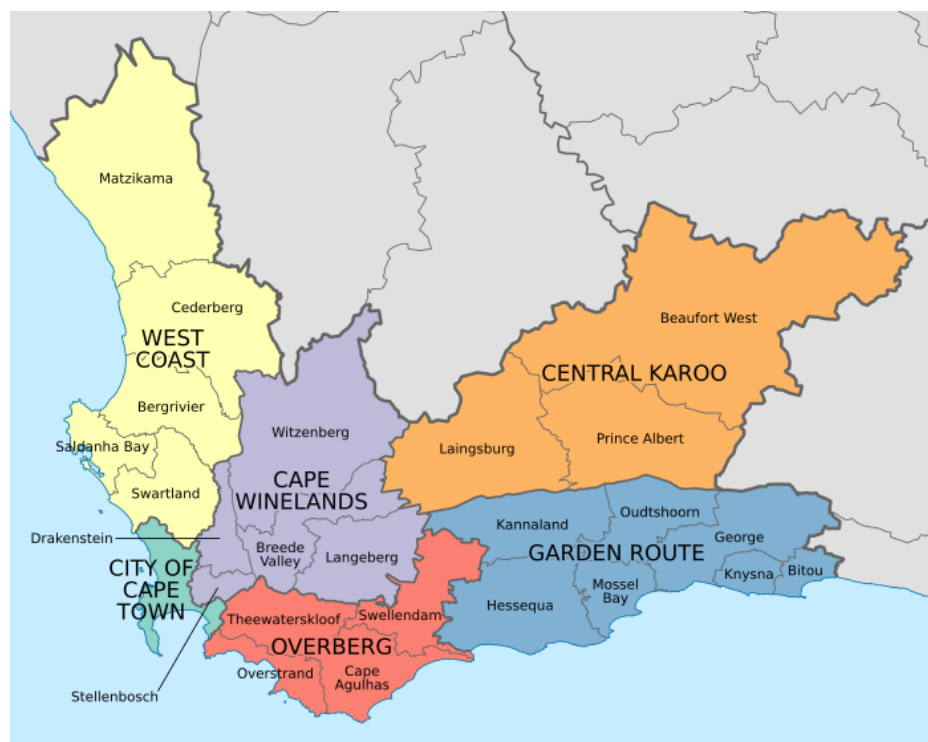 Matzikama
Cederberg
WEST
COAST
Bergrivier
Saldanha Bay
Swartland
Beaufort West
CENTRAL KAROO
Laingsburg
Prince Albert
Witzenberg
CAPE
WINELANDS
Drakenstein
Breede
Valley
Langeberg
Stellenbosch
CITY OF
CAPE
TOWN
Kannaland
Oudtshoorn
George
GARDEN ROUTE
Hessequa
Mossel
Bay
Knysna
Bitou
Theewaterskloof
Swellendam
OVERBERG
Overstrand
Cape
Agulhas